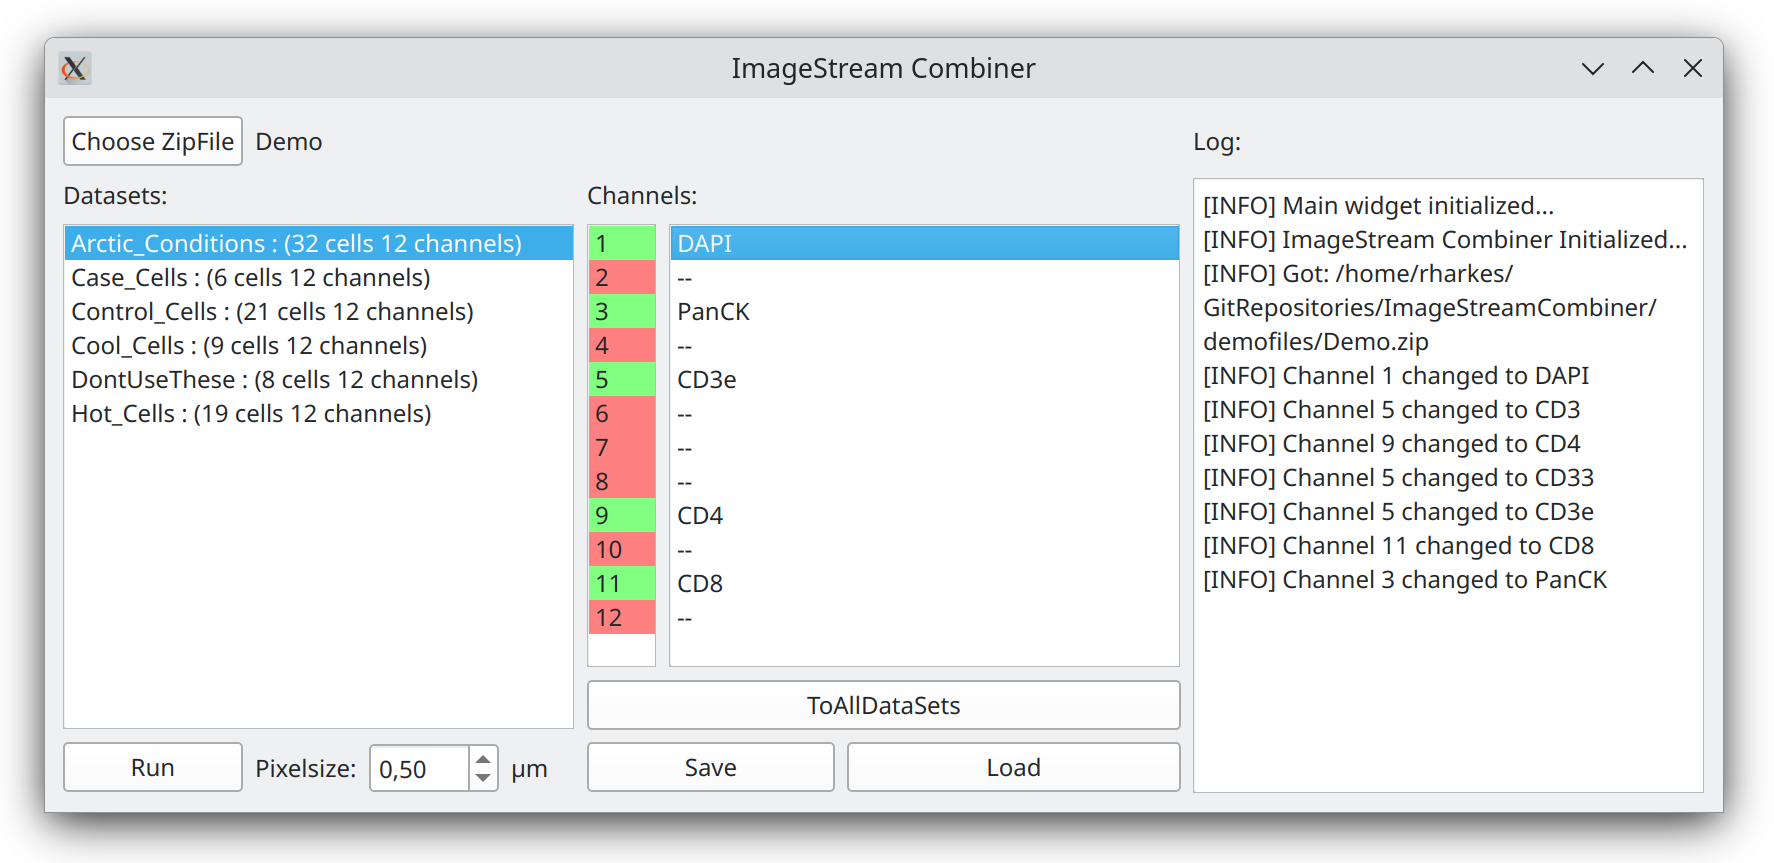 ImageStream Combiner
Choose ZipFile
Demo
Datasets:
Arctic_Conditions : (32 cells 12 channels)
Case_Cells : (6 cells 12 channels)
Control_Cells : (21 cells 12 channels)
Cool_Cells : (9 cells 12 channels)
DontUseThese : (8 cells 12 channels)
Hot_Cells : (19 cells 12 channels)
Run
Pixelsize:
0,50
µm
Channels:
1 DAPI
2 --
3 PanCK
4 --
5 CD3e
6 --
7 --
8 --
9 CD4
10 --
11 CD8
12 --
ToAllDataSets
Save
Load
Log:
[INFO] Main widget initialized...
[INFO] ImageStream Combiner Initialized...
[INFO] Got: /home/rharkes/
GitRepositories/ImageStreamCombiner/
demofiles/Demo.zip
[INFO] Channel 1 changed to DAPI
[INFO] Channel 5 changed to CD3
[INFO] Channel 9 changed to CD4
[INFO] Channel 5 changed to CD33
[INFO] Channel 5 changed to CD3e
[INFO] Channel 11 changed to CD8
[INFO] Channel 3 changed to PanCK